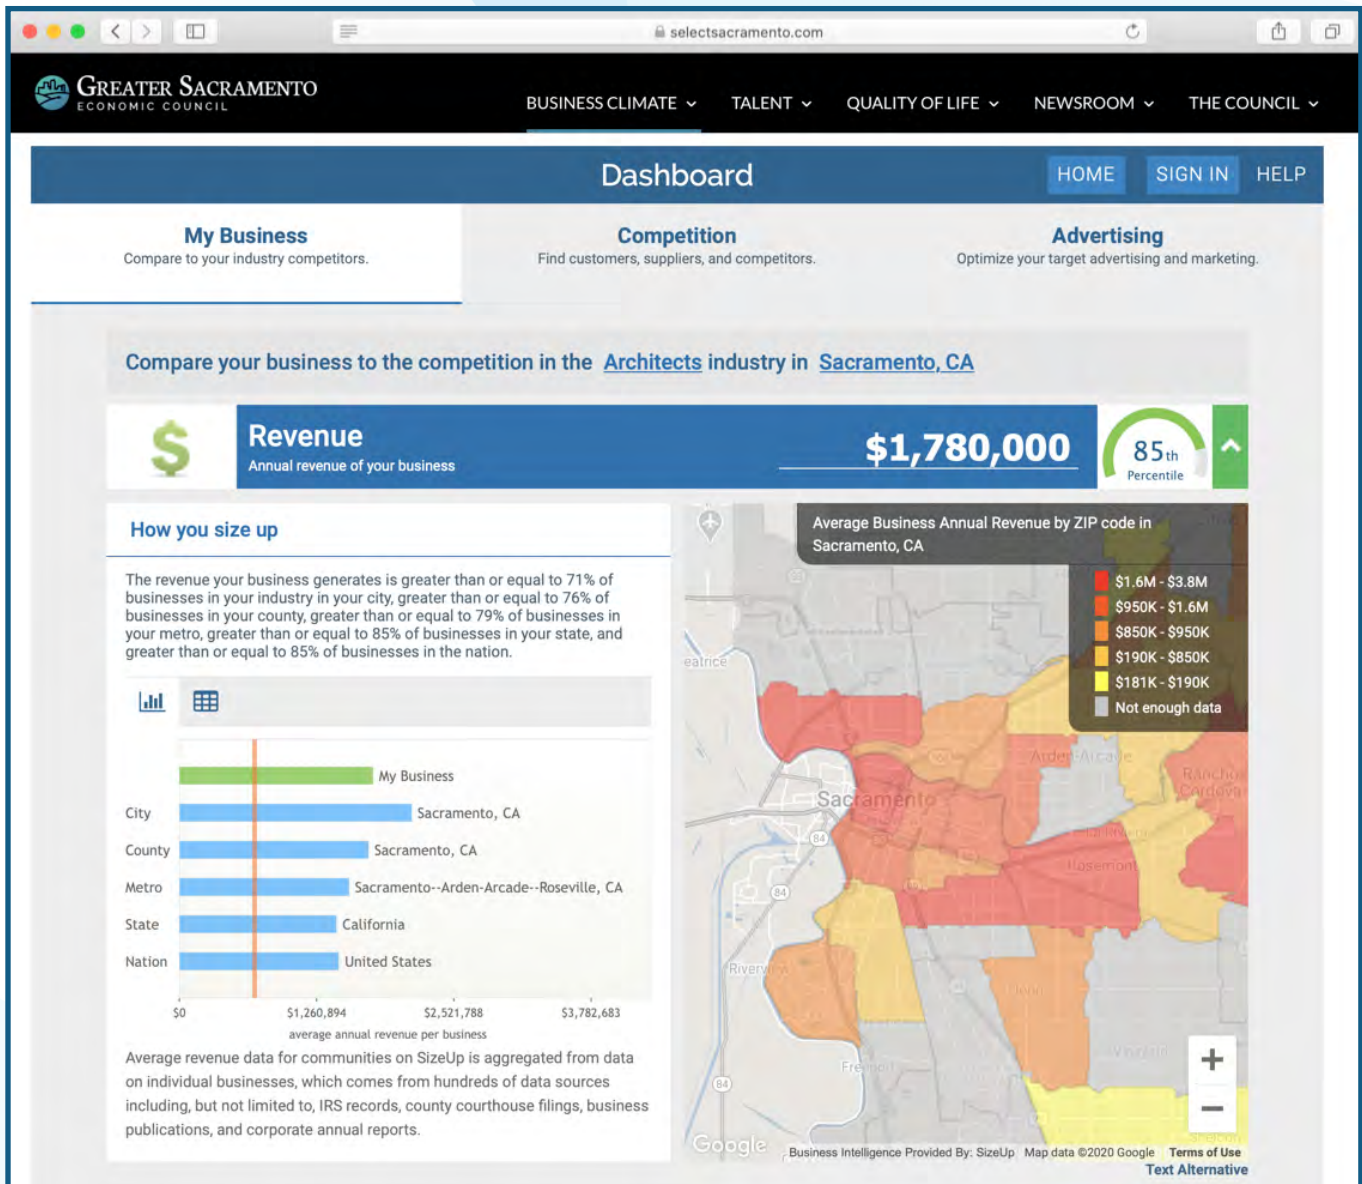 selectsacramento.com
GREATER SACRAMENTO
ECONOMIC COUNCIL
BUSINESS CLIMATE
TALENT
QUALITY OF LIFE
NEWSROOM
THE COUNCIL
Dashboard
HOME
SIGN IN
HELP
My Business
Compare to your industry competitors.
Competition
Find customers, suppliers, and competitors.
Advertising
Optimize your target advertising and marketing.
Compare your business to the competition in the Architects industry in Sacramento, CA
$
Revenue
Annual revenue of your business
$1,780,000
85th
Percentile
How you size up
The revenue your business generates is greater than or equal to 71% of
businesses in your industry in your city, greater than or equal to 76% of
businesses in your county, greater than or equal to 79% of businesses in
your metro, greater than or equal to 85% of businesses in your state, and
greater than or equal to 85% of businesses in the nation.
My Business
City
Sacramento, CA
County
Sacramento, CA
Metro
Sacramento--Arden-Arcade--Roseville, CA
State
California
Nation
United States
$0
$1,260,894
$2,521,788
$3,782,683
average annual revenue per business
Average revenue data for communities on SizeUp is aggregated from data
on individual businesses, which comes from hundreds of data sources
including, but not limited to, IRS records, county courthouse filings, business
publications, and corporate annual reports.
Average Business Annual Revenue by ZIP code in
Sacramento, CA
$1.6M - $3.8M
$950K - $1.6M
$850K - $950K
$190K - $850K
$181K - $190K
Not enough data
eatrice
Arden-Arcade
Rancho
Cordova
Sacramento
84
Rosemont
84
Riverview
Vineyard
84
Google
Business Intelligence Provided By: SizeUp
Map data ©2020 Google
Terms of Use
Text Alternative